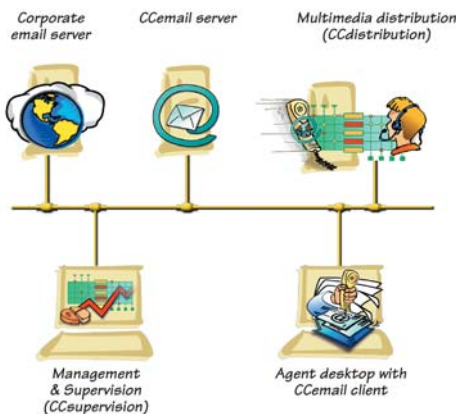 Corporate
email server
CCemail server
Multimedia distribution
(CCdistribution)
Management
& Supervision
(CCsupervision)
Agent desktop with
CCemail client